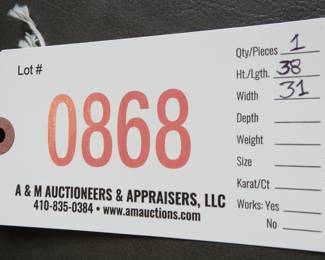 Lot #
0868
A & M AUCTIONEERS & APPRAISERS, LLC
410-835-0384 • www.amauctions.com
Qty/Pieces 1
Ht./Lgth. 38
Width 31
Depth
Weight
Size
Karat/Ct
Works: Yes
No